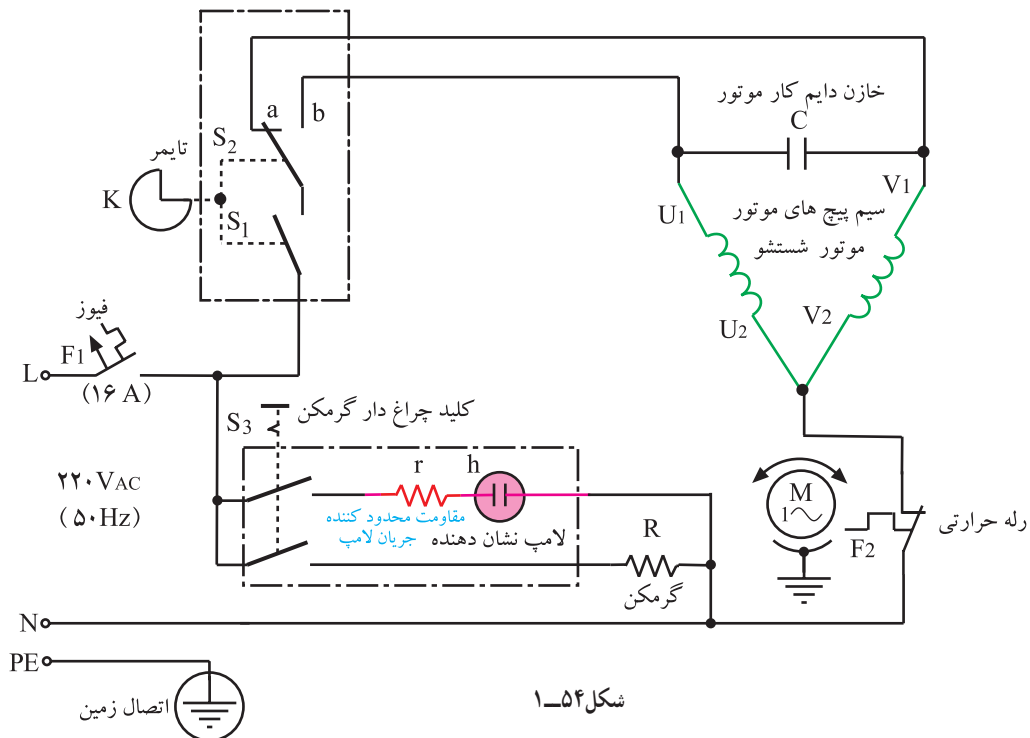 a
b
S2
تایمر
K
S1
خازن دایم کار موتور
C
U1
V1
سیم پیچ های موتور
موتور شستشو
U2
V2
فیوز
F1
L
(۱۶ A)
S3
کلید چراغ دار گرمکن
r
h
۲۲۰VAC
(۵۰Hz)
مقاومت محدود کننده
جریان لامپ
لامپ نشان دهنده
R
گرمکن
M
1
F2
رله حرارتی
N
PE
اتصال زمین
شکل۵۴ــ۱